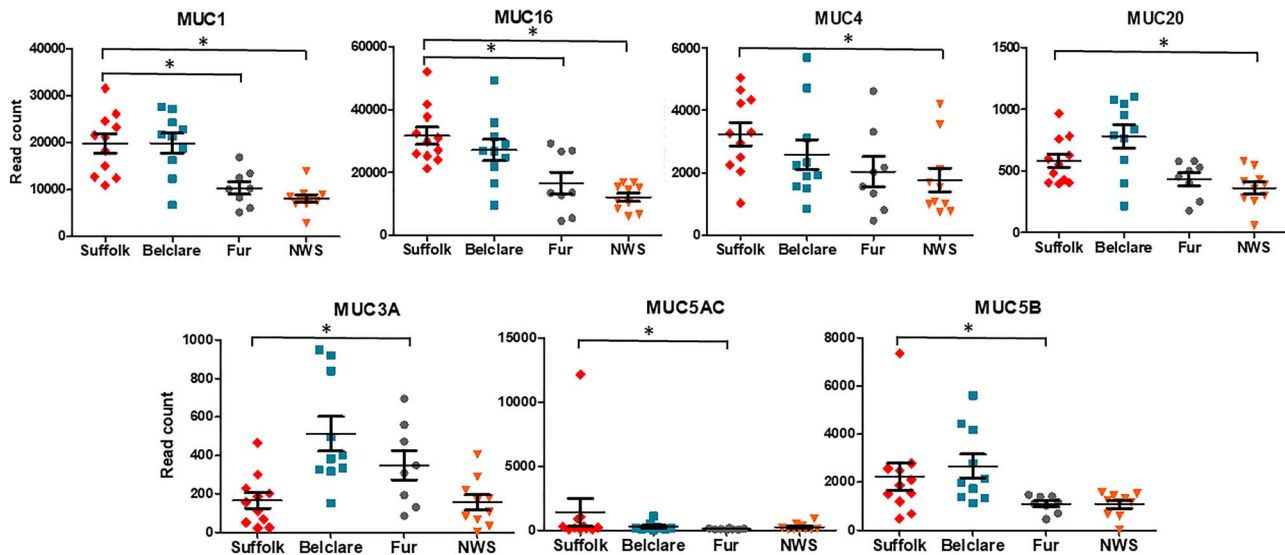 MUC1
MUC16
MUC4
MUC20
Read count
40000
30000
20000
10000
0
*
*
Suffolk Belclare Fur NWS
60000
40000
20000
0
*
*
Suffolk Belclare Fur NWS
6000
4000
2000
0
*
Suffolk Belclare Fur NWS
1500
1000
500
0
*
Suffolk Belclare Fur NWS
MUC3A
MUC5AC
MUC5B
Read count
1000
800
600
400
200
0
*
Suffolk Belclare Fur NWS
15000
10000
5000
0
*
Suffolk Belclare Fur NWS
8000
6000
4000
2000
0
*
Suffolk Belclare Fur NWS